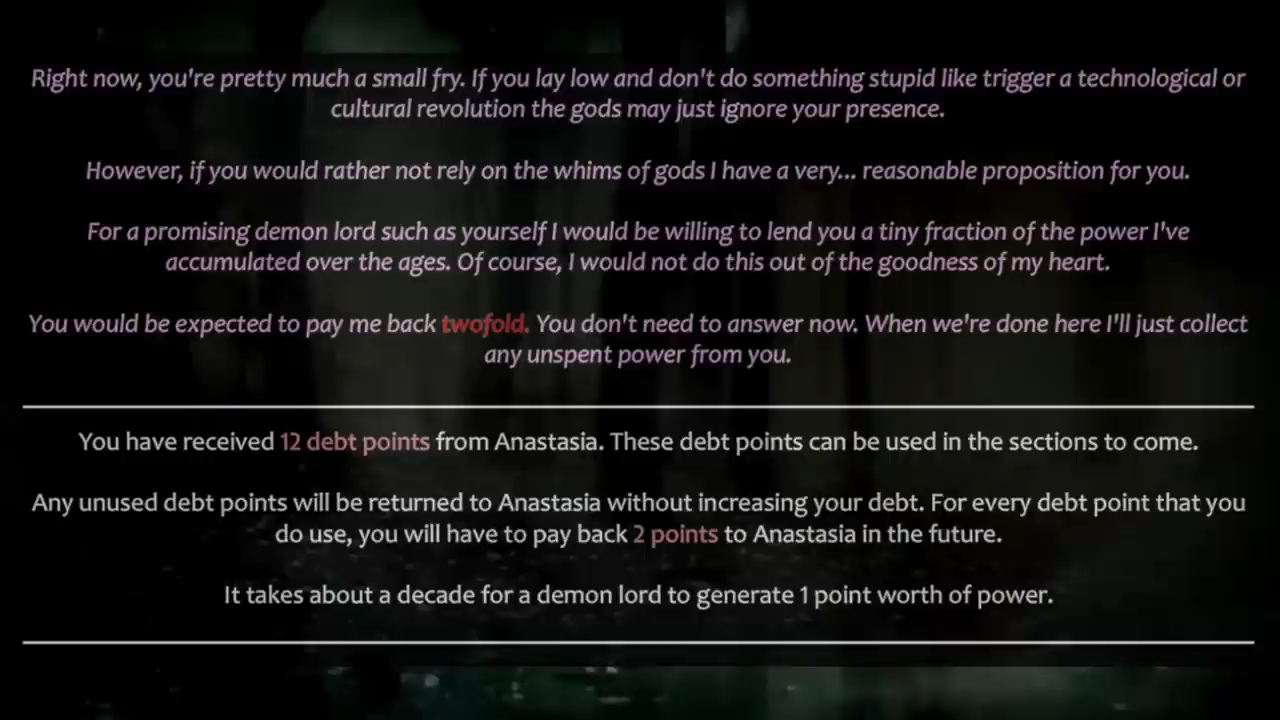 Right now, you're pretty much a small fry. If you lay low and don't do something stupid like trigger a technological or
cultural revolution the gods may just ignore your presence.
However, if you would rather not rely on the whims of gods I have a very... reasonable proposition for you.
For a promising demon lord such as yourself I would be willing to lend you a tiny fraction of the power I've
accumulated over the ages. Of course, I would not do this out of the goodness of my heart.
You would be expected to pay me back twofold. You don't need to answer now. When we're done here I'll just collect
any unspent power from you.
You have received 12 debt points from Anastasia. These debt points can be used in the sections to come.
Any unused debt points will be returned to Anastasia without increasing your debt. For every debt point that you
do use, you will have to pay back 2 points to Anastasia in the future.
It takes about a decade for a demon lord to generate 1 point worth of power.